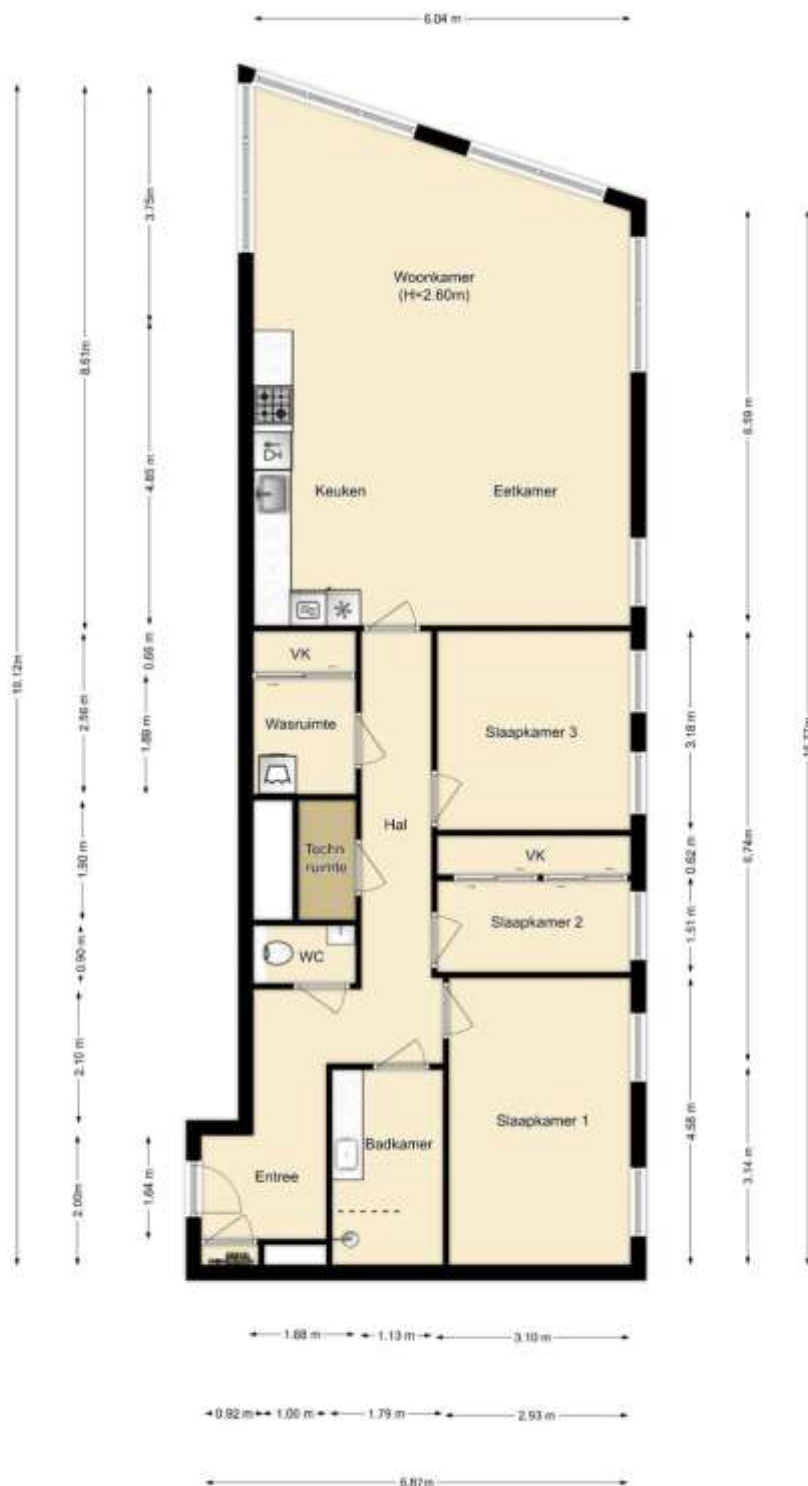 6.04 m
3.75m
8.61m
Woonkamer
(H=2.60m)
6.59 m
4.85 m
Keuken
Eetkamer
19.12m
0.66 m
VK
2.56 m
1.89 m
Wasruimte
Slaapkamer 3
3.18 m
Hal
6.74m
1.90 m
Techn
ruimte
VK
0.62 m
Slaapkamer 2
1.51 m
0.90 m
WC
2.10 m
Slaapkamer 1
4.58 m
Badkamer
3.14 m
Entree
2.00m
1.64 m
1.68 m
1.13 m
3.10 m
0.92 m
1.00 m
1.79 m
2.93 m
6.87m